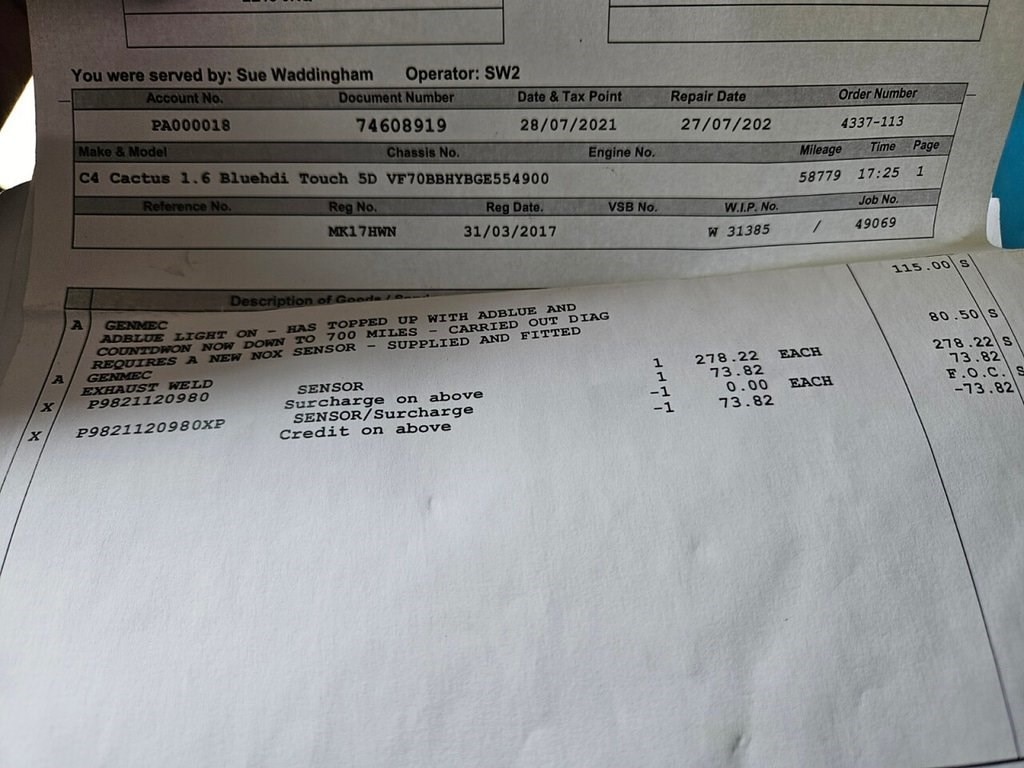 You were served by: Sue Waddingham Operator: SW2
Account No. Document Number Date & Tax Point Repair Date Order Number
PA000018 74608919 28/07/2021 27/07/202 4337-113
Make & Model Chassis No. Engine No. Mileage Time Page
C4 Cactus 1.6 Bluehdi Touch 5D VF70BBHYBGE554900 58779 17:25 1
Reference No. Reg No. Reg Date. VSB No. W.I.P. No. Job No.
MK17HWN 31/03/2017 W 31385 / 49069
Description of Goods /
A GENMEC 115.00 S
ADBLUE LIGHT ON - HAS TOPPED UP WITH ADBLUE AND
COUNTDWON NOW DOWN TO 700 MILES - CARRIED OUT DIAG
REQUIRES A NEW NOX SENSOR - SUPPLIED AND FITTED
A GENMEC 80.50 S
EXHAUST WELD
X P9821120980 SENSOR 1 278.22 EACH 278.22 S
Surcharge on above 1 73.82 73.82
X P9821120980XP SENSOR/Surcharge -1 0.00 EACH F.O.C. S
Credit on above -1 73.82 -73.82